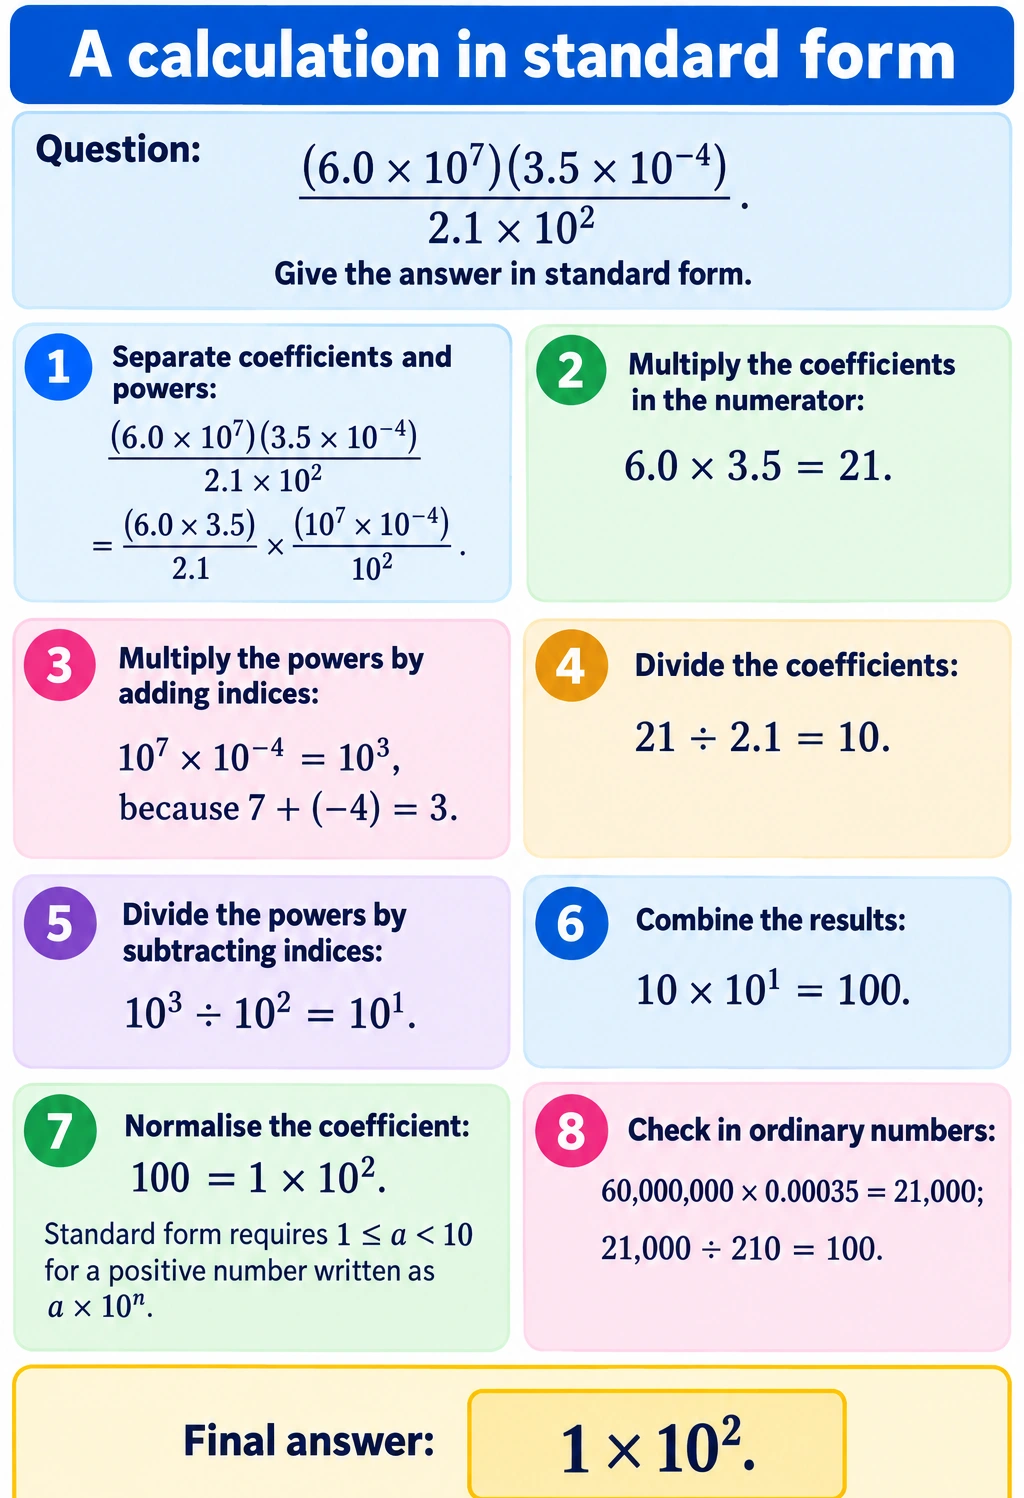 A calculation in standard form
Question:
(6.0 × 10⁷)(3.5 × 10⁻⁴)
2.1 × 10² .
Give the answer in standard form.
1
Separate coefficients and
powers:
(6.0 × 10⁷)(3.5 × 10⁻⁴)
2.1 × 10²
= (6.0 × 3.5) / 2.1 × (10⁷ × 10⁻⁴) / 10² .
2
Multiply the coefficients
in the numerator:
6.0 × 3.5 = 21.
3
Multiply the powers by
adding indices:
10⁷ × 10⁻⁴ = 10³,
because 7 + (−4) = 3.
4
Divide the coefficients:
21 ÷ 2.1 = 10.
5
Divide the powers by
subtracting indices:
10³ ÷ 10² = 10¹.
6
Combine the results:
10 × 10¹ = 100.
7
Normalise the coefficient:
100 = 1 × 10².
Standard form requires 1 ≤ a < 10
for a positive number written as
a × 10ⁿ.
8
Check in ordinary numbers:
60,000,000 × 0.00035 = 21,000;
21,000 ÷ 210 = 100.
Final answer:
1 × 10².